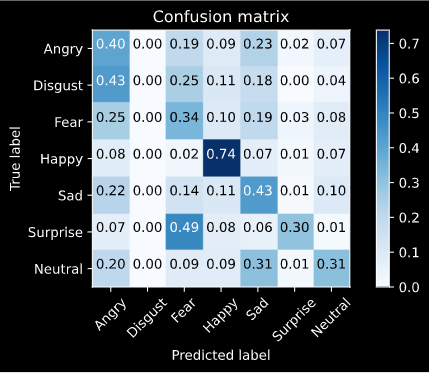 Confusion matrix
True label
Angry 0.40 0.00 0.19 0.09 0.23 0.02 0.07
Disgust 0.43 0.00 0.25 0.11 0.18 0.00 0.04
Fear 0.25 0.00 0.34 0.10 0.19 0.03 0.08
Happy 0.08 0.00 0.02 0.74 0.07 0.01 0.07
Sad 0.22 0.00 0.14 0.11 0.43 0.01 0.10
Surprise 0.07 0.00 0.49 0.08 0.06 0.30 0.01
Neutral 0.20 0.00 0.09 0.09 0.31 0.01 0.31
Angry Disgust Fear Happy Sad Surprise Neutral
Predicted label
0.7
0.6
0.5
0.4
0.3
0.2
0.1
0.0